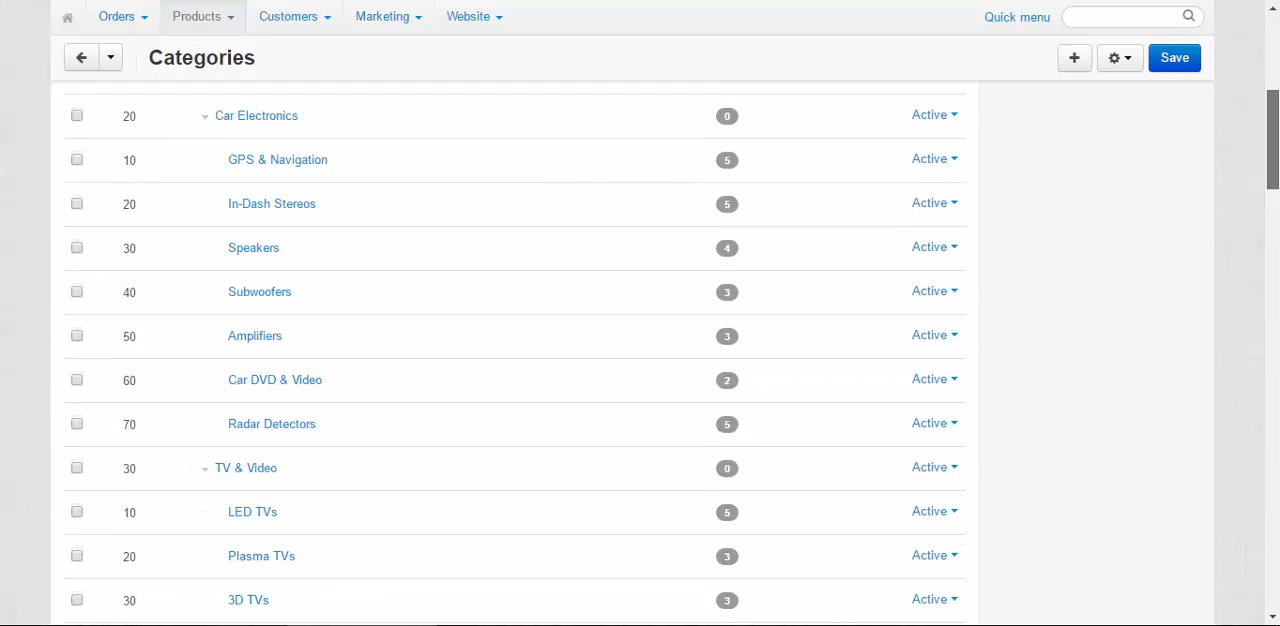 Orders Products Customers Marketing Website Quick menu
Categories Save
20 Car Electronics 0 Active
10 GPS & Navigation 5 Active
20 In-Dash Stereos 5 Active
30 Speakers 4 Active
40 Subwoofers 3 Active
50 Amplifiers 3 Active
60 Car DVD & Video 2 Active
70 Radar Detectors 5 Active
30 TV & Video 0 Active
10 LED TVs 5 Active
20 Plasma TVs 3 Active
30 3D TVs 3 Active